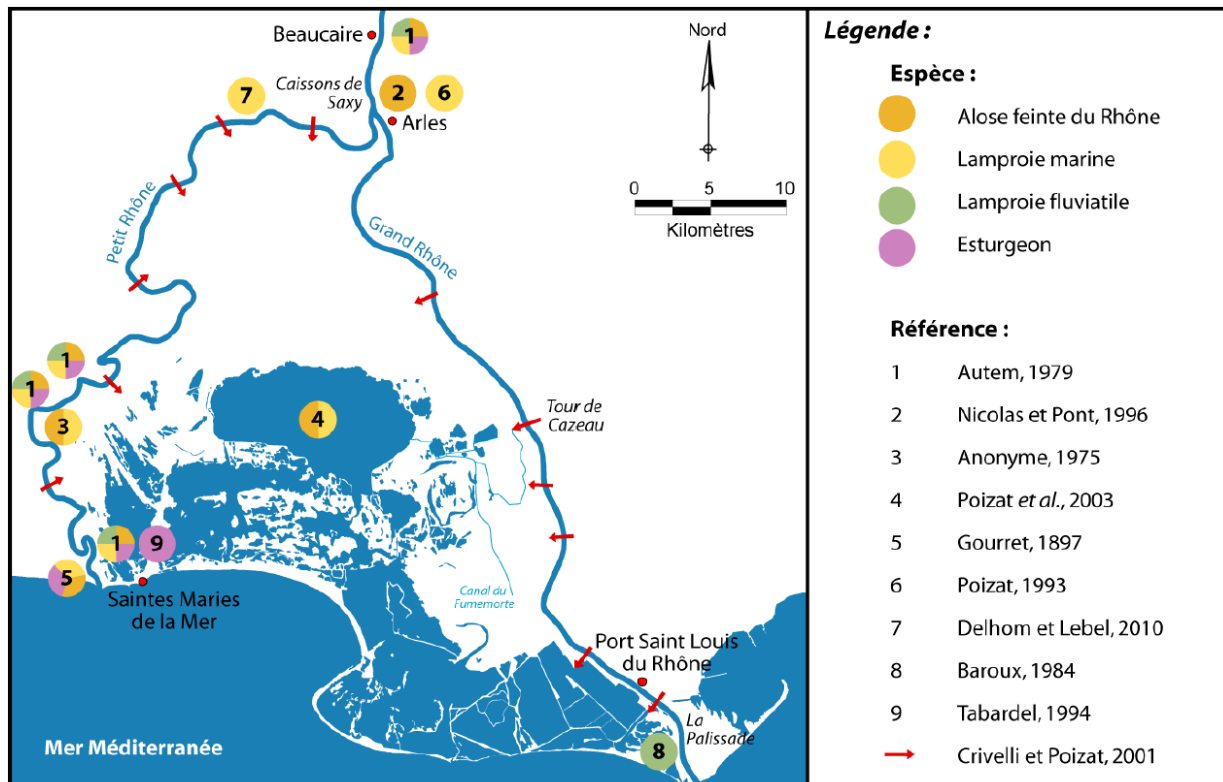 Beaucaire
1
Nord
Caissons de
Saxy
7
2
6
Arles
0
5
10
Kilomètres
Petit Rhône
Grand Rhône
1
1
3
4
Tour de
Cazeau
1
9
5
Saintes Maries
de la Mer
Canal du
Fumemorte
Port Saint Louis
du Rhône
La
Palissade
8
Mer Méditerranée
Légende :
Espèce :
Alose feinte du Rhône
Lamproie marine
Lamproie fluviatile
Esturgeon
Référence :
1 Autem, 1979
2 Nicolas et Pont, 1996
3 Anonyme, 1975
4 Poizat et al., 2003
5 Gourret, 1897
6 Poizat, 1993
7 Delhom et Lebel, 2010
8 Baroux, 1984
9 Tabardel, 1994
Crivelli et Poizat, 2001